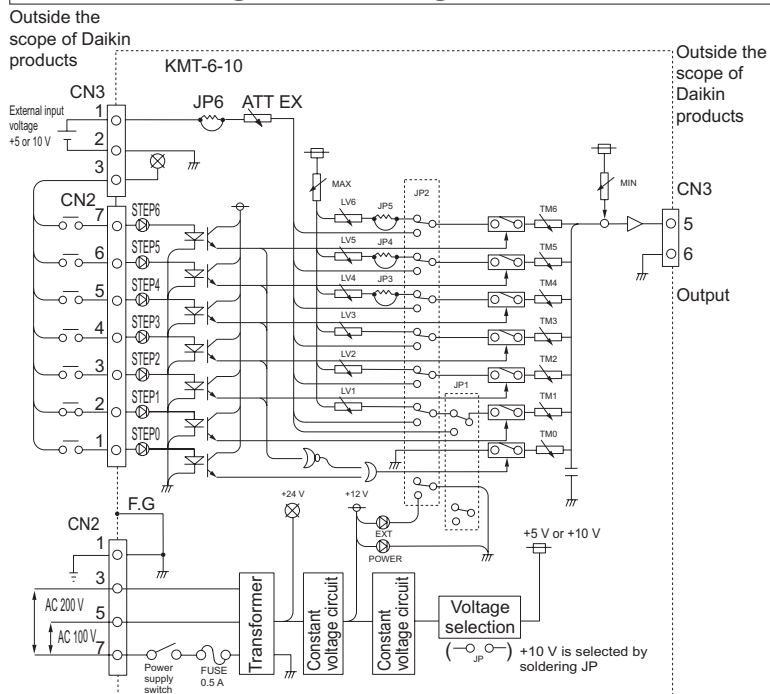 Outside the
scope of Daikin
products
KMT-6-10
Outside the
scope of
Daikin
products
CN3
External input
voltage
+5 or 10 V
1
2
3
JP6
ATT EX
MAX
JP2
MIN
CN3
5
6
Output
CN2
7
STEP6
6
STEP5
5
STEP4
4
STEP3
3
STEP2
2
STEP1
1
STEP0
LV6
JP5
TM6
LV5
JP4
TM5
LV4
JP3
TM4
LV3
TM3
LV2
TM2
LV1
JP1
TM1
TM0
F.G
+24 V
+12 V
EXT
POWER
+5 V or +10 V
CN2
1
3
5
7
AC 200 V
AC 100 V
Power
supply
switch
FUSE
0.5 A
Transformer
Constant
voltage circuit
Constant
voltage circuit
Voltage
selection
JP
+10 V is selected by
soldering JP